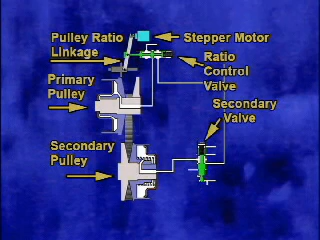 Pulley Ratio
Linkage
Stepper Motor
Ratio
Control
Valve
Primary
Pulley
Secondary
Valve
Secondary
Pulley